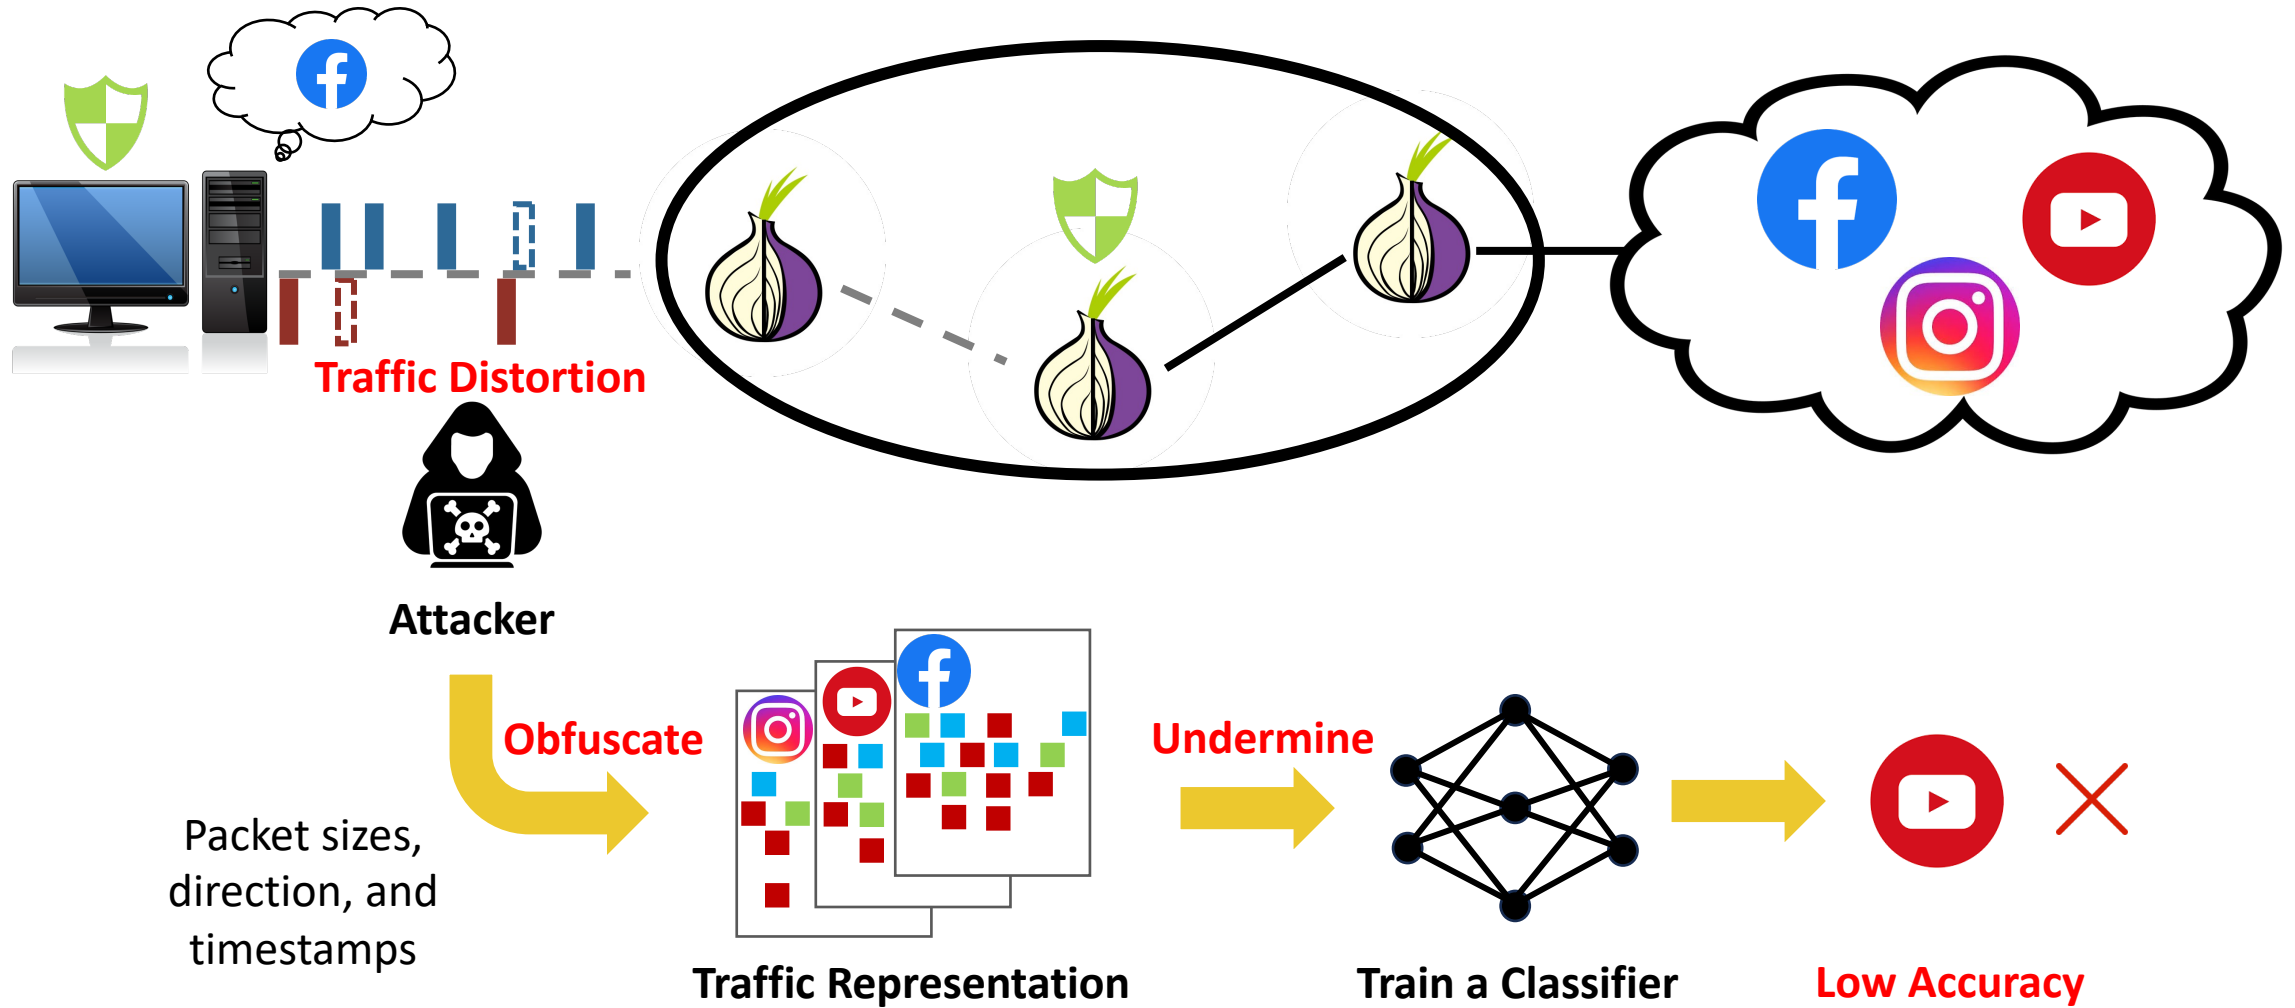 Traffic Distortion
Attacker
Obfuscate
Undermine
Packet sizes,
direction, and
timestamps
Traffic Representation
Train a Classifier
Low Accuracy